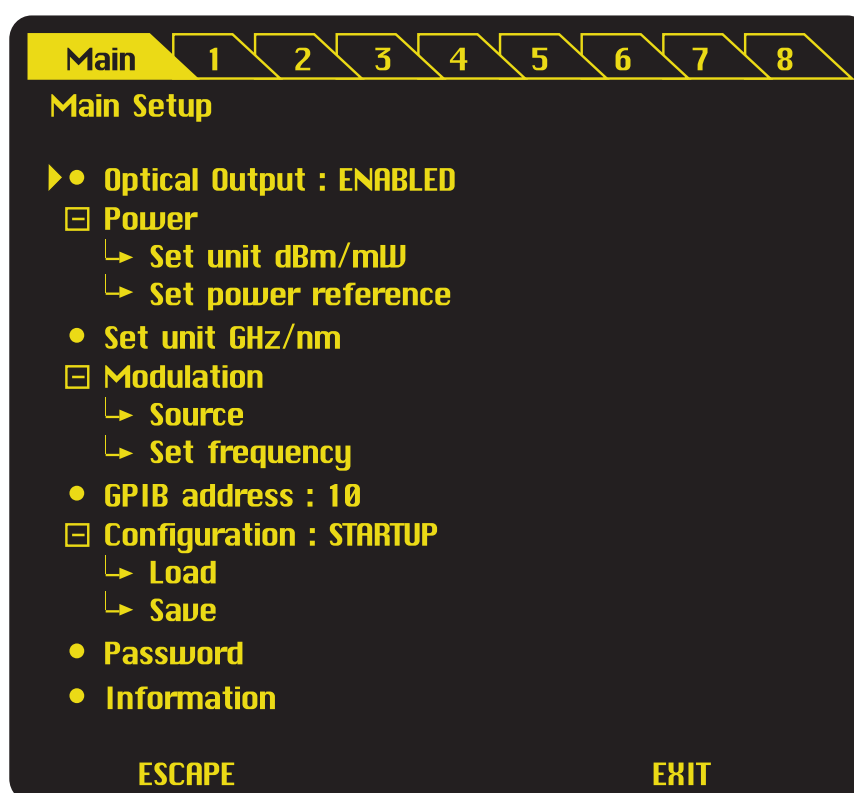 Main 1 2 3 4 5 6 7 8
Main Setup
Optical Output : ENABLED
Power
Set unit dBm/mW
Set power reference
Set unit GHz/nm
Modulation
Source
Set frequency
GPIB address : 10
Configuration : STARTUP
Load
Save
Password
Information
ESCAPE EXIT